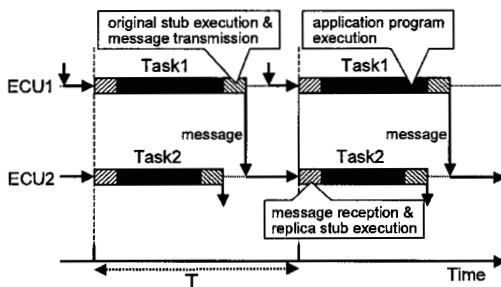 original stub execution &
message transmission
application program
execution
Task1
Task1
ECU1
message
message
Task2
Task2
ECU2
message reception &
replica stub execution
T
Time